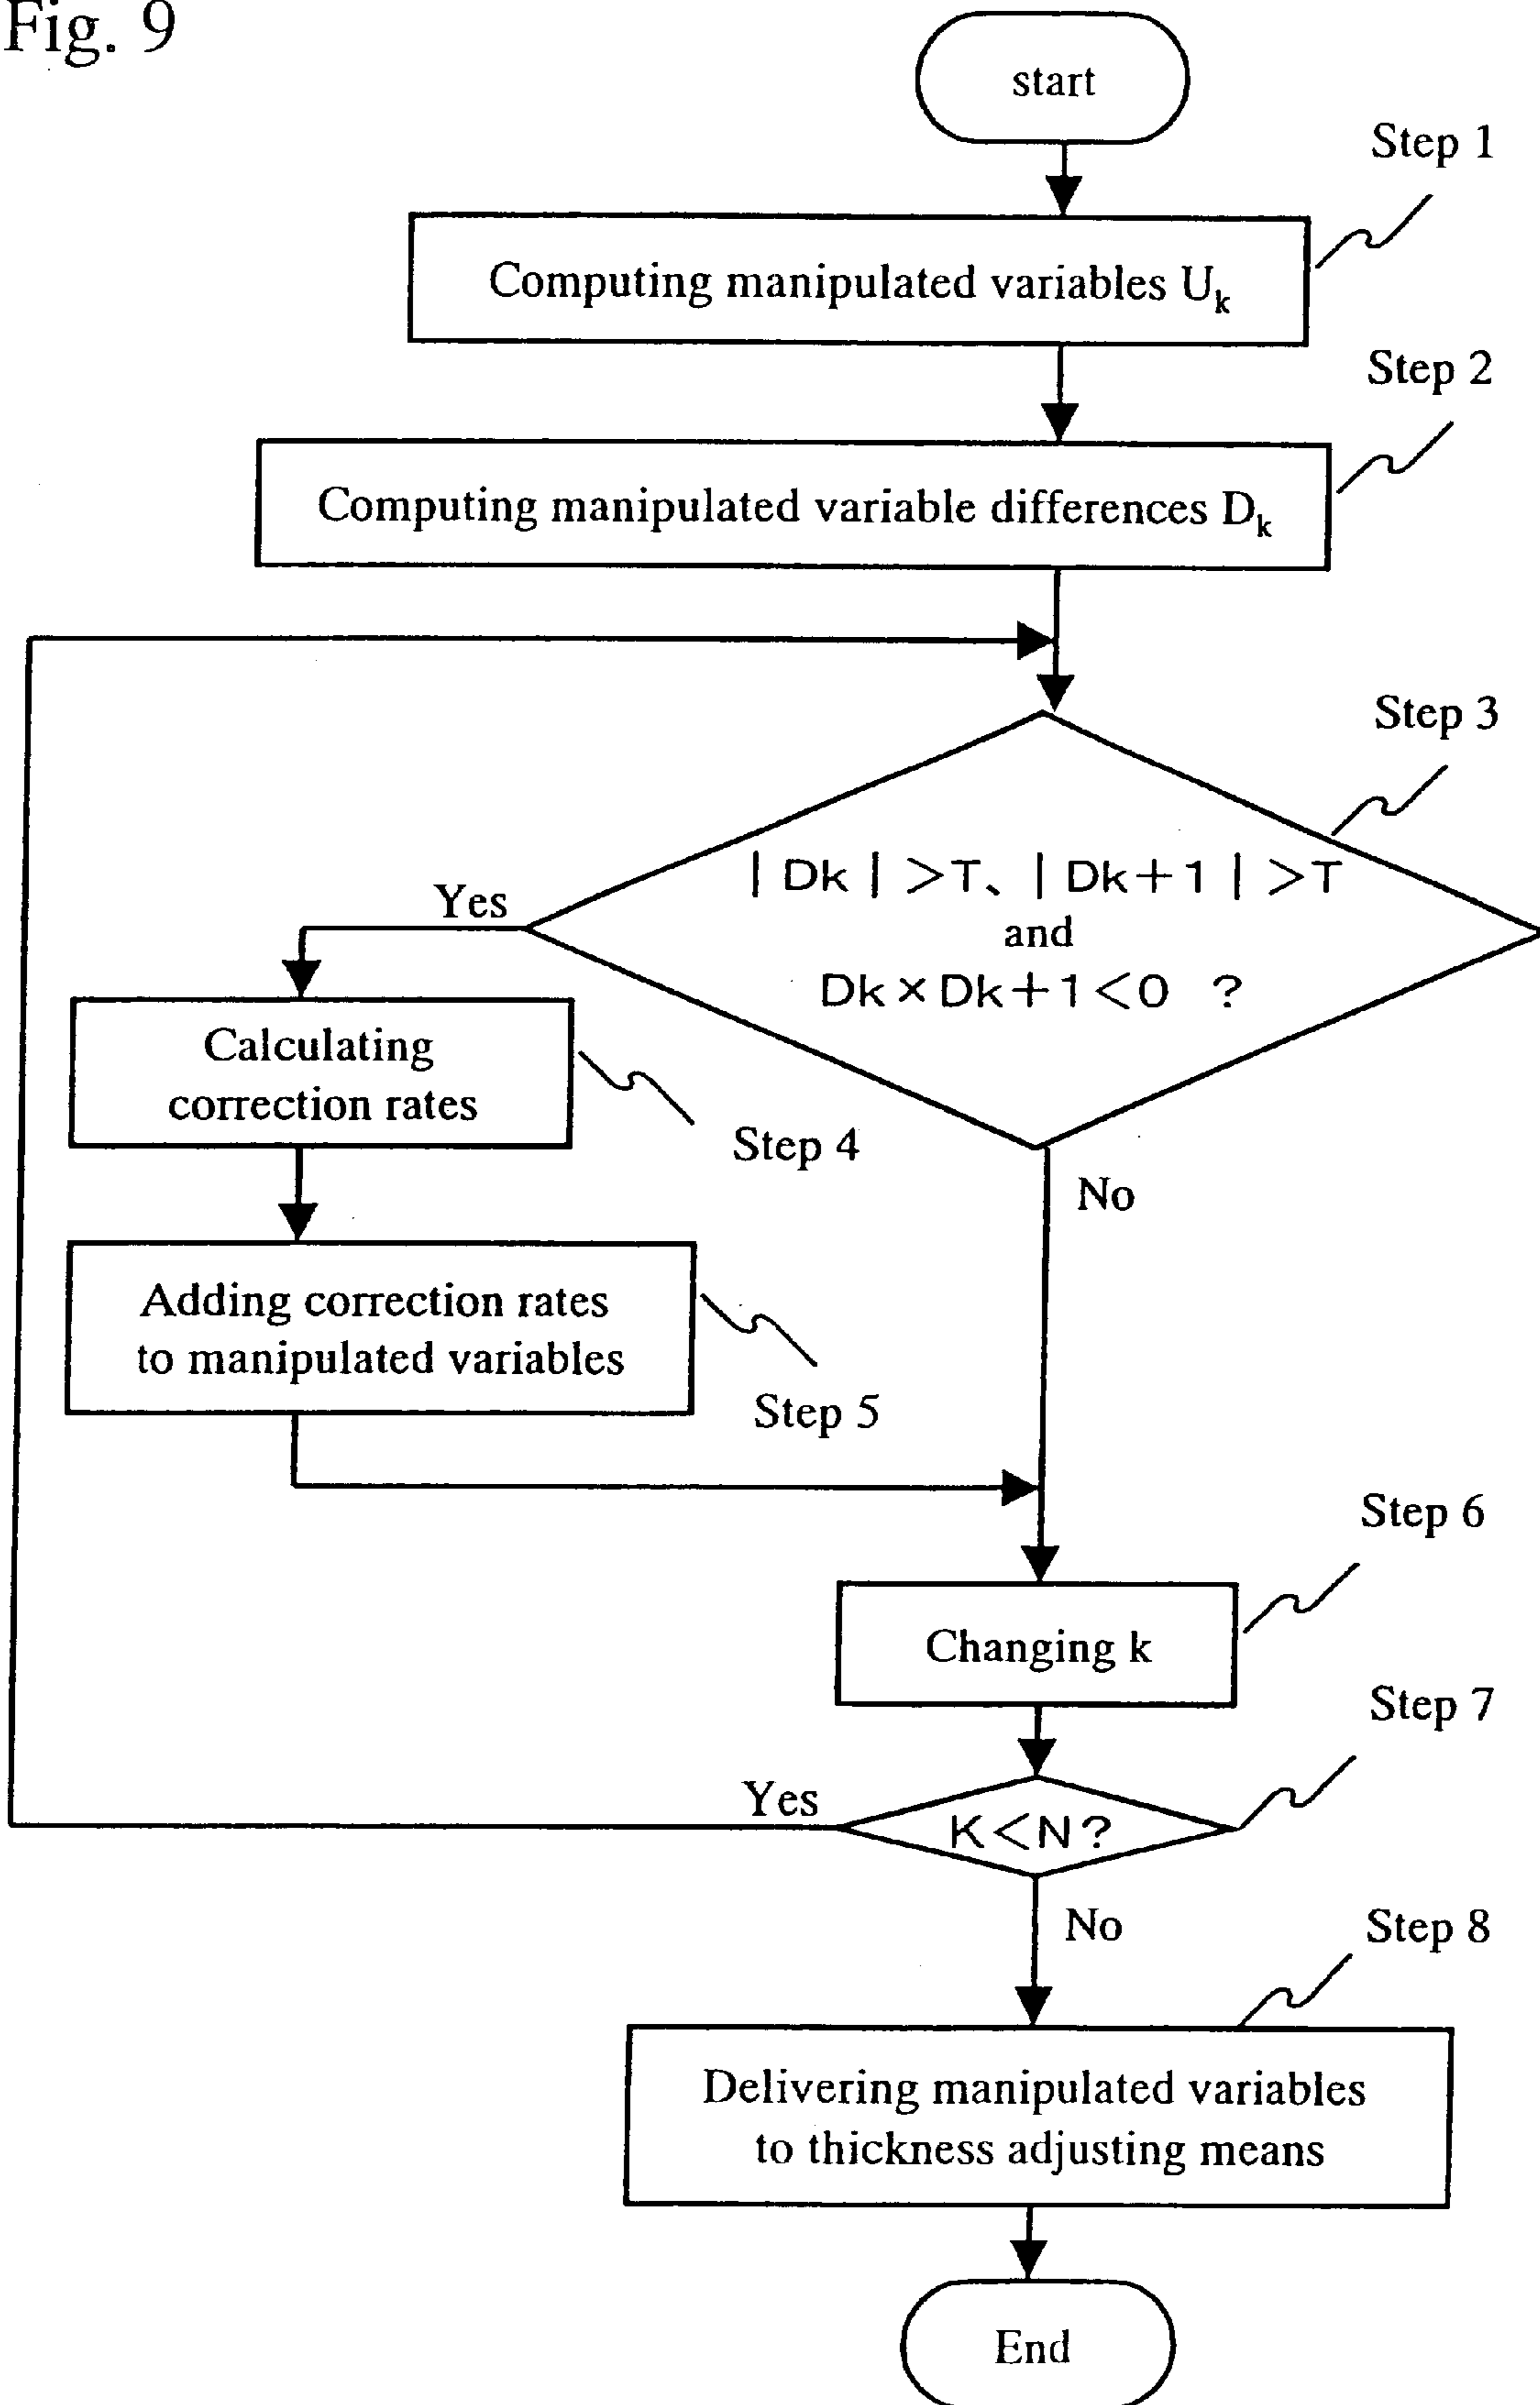 Fig. 9
start
Step 1
Computing manipulated variables Uk
Step 2
Computing manipulated variable differences Dk
Step 3
| Dk | >T、| Dk+1 | >T
and
Dk×Dk+1<0 ?
Yes
Calculating
correction rates
Step 4
No
Adding correction rates
to manipulated variables
Step 5
Step 6
Changing k
Step 7
Yes
K<N?
No
Step 8
Delivering manipulated variables
to thickness adjusting means
End